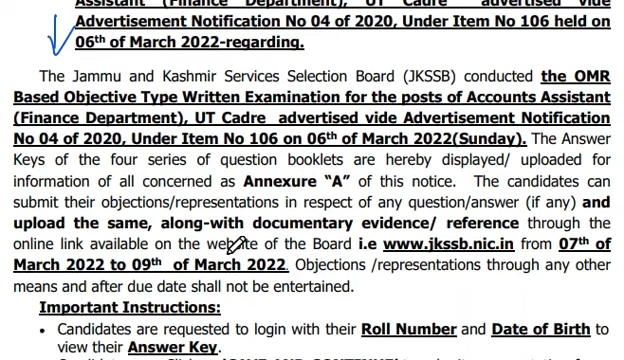 Assistant (Finance Department), UT Cadre advertised vide
Advertisement Notification No 04 of 2020, Under Item No 106 held on
06th of March 2022-regarding.
The Jammu and Kashmir Services Selection Board (JKSSB) conducted the OMR
Based Objective Type Written Examination for the posts of Accounts Assistant
(Finance Department), UT Cadre advertised vide Advertisement Notification
No 04 of 2020, Under Item No 106 on 06th of March 2022(Sunday). The Answer
Keys of the four series of question booklets are hereby displayed/ uploaded for
information of all concerned as Annexure “A” of this notice. The candidates can
submit their objections/representations in respect of any question/answer (if any) and
upload the same, along-with documentary evidence/ reference through the
online link available on the website of the Board i.e www.jkssb.nic.in from 07th of
March 2022 to 09th of March 2022. Objections /representations through any other
means and after due date shall not be entertained.
Important Instructions:
• Candidates are requested to login with their Roll Number and Date of Birth to
view their Answer Key.